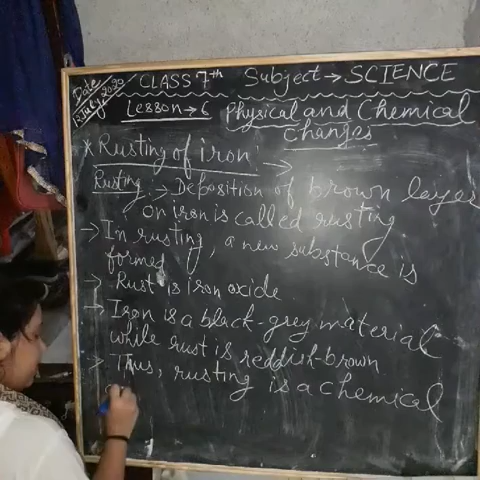 Date CLASS 7th Subject → SCIENCE
July, 2020 Lesson → 6 Physical and Chemical
Changes
* Rusting of iron →
Rusting :→ Deposition of brown layer
on iron is called rusting
→ In rusting, a new substance is
formed
→ Rust is iron oxide.
→ Iron is a black-grey material
while rust is reddish-brown
→ Thus, rusting is a chemical